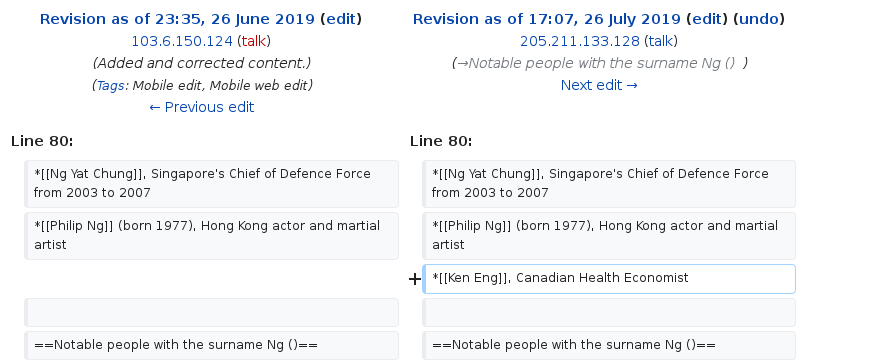 Revision as of 23:35, 26 June 2019 (edit)
103.6.150.124 (talk)
(Added and corrected content.)
(Tags: Mobile edit, Mobile web edit)
← Previous edit
Revision as of 17:07, 26 July 2019 (edit) (undo)
205.211.133.128 (talk)
(→Notable people with the surname Ng () )
Next edit →
Line 80:
Line 80:
*[[Ng Yat Chung]], Singapore's Chief of Defence Force
from 2003 to 2007
*[[Ng Yat Chung]], Singapore's Chief of Defence Force
from 2003 to 2007
*[[Philip Ng]] (born 1977), Hong Kong actor and martial
artist
*[[Philip Ng]] (born 1977), Hong Kong actor and martial
artist
+ *[[Ken Eng]], Canadian Health Economist
==Notable people with the surname Ng ()==
==Notable people with the surname Ng ()==